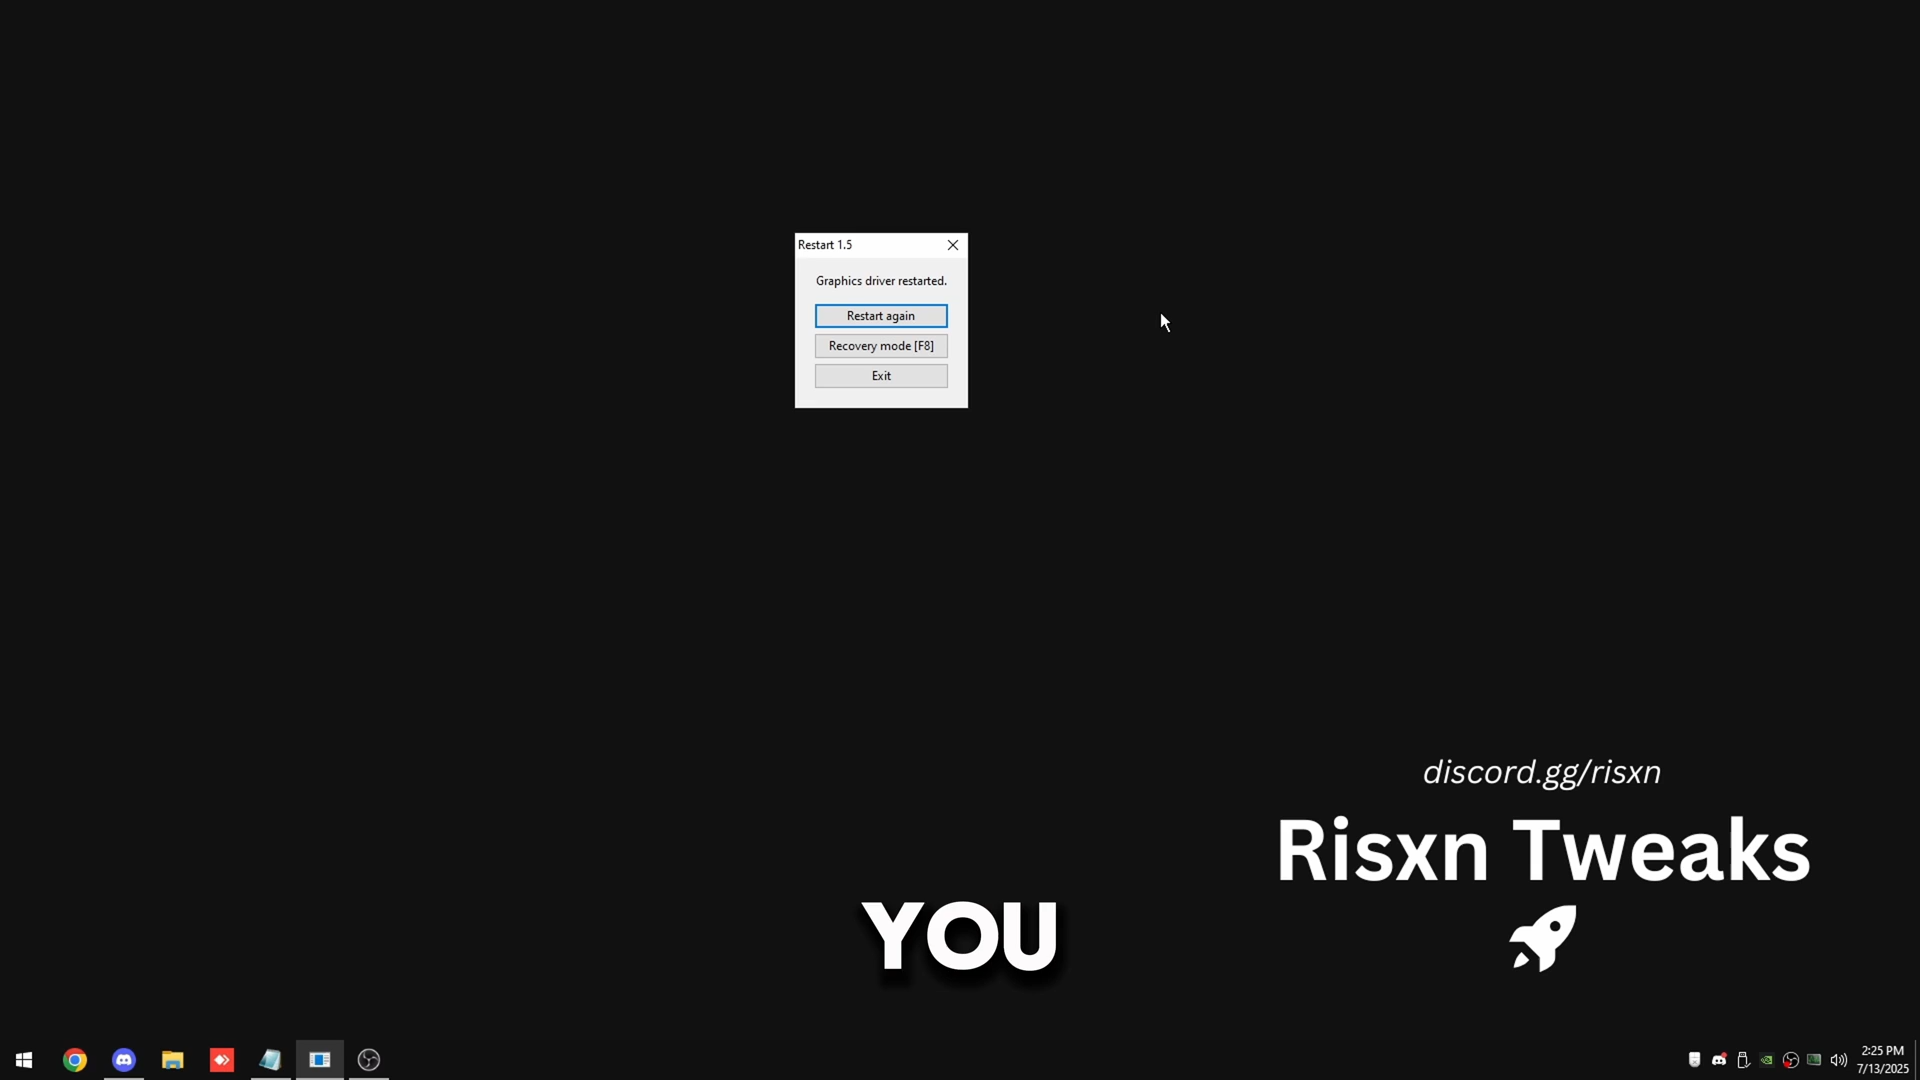 Restart 1.5
Graphics driver restarted.
Restart again
Recovery mode [F8]
Exit
discord.gg/risxn
Risxn Tweaks
YOU
2:25 PM
7/13/2025